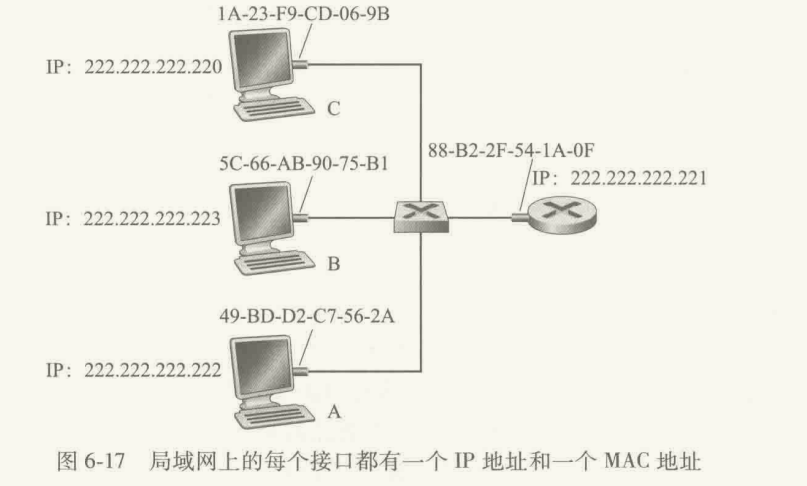 1A-23-F9-CD-06-9B
IP：222.222.222.220
C
88-B2-2F-54-1A-0F
5C-66-AB-90-75-B1
IP：222.222.222.221
IP：222.222.222.223
B
49-BD-D2-C7-56-2A
IP：222.222.222.222
A
图 6-17 局域网上的每个接口都有一个 IP 地址和一个 MAC 地址